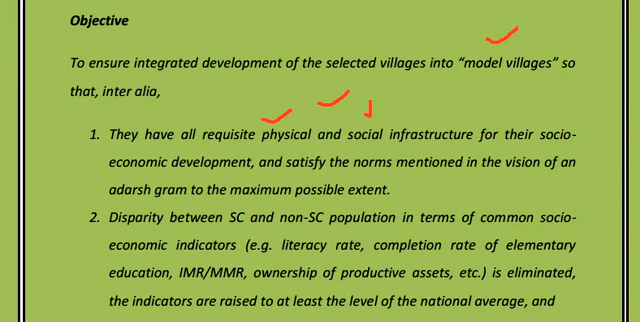 Objective
To ensure integrated development of the selected villages into “model villages” so
that, inter alia,
1. They have all requisite physical and social infrastructure for their socio-
economic development, and satisfy the norms mentioned in the vision of an
adarsh gram to the maximum possible extent.
2. Disparity between SC and non-SC population in terms of common socio-
economic indicators (e.g. literacy rate, completion rate of elementary
education, IMR/MMR, ownership of productive assets, etc.) is eliminated,
the indicators are raised to at least the level of the national average, and